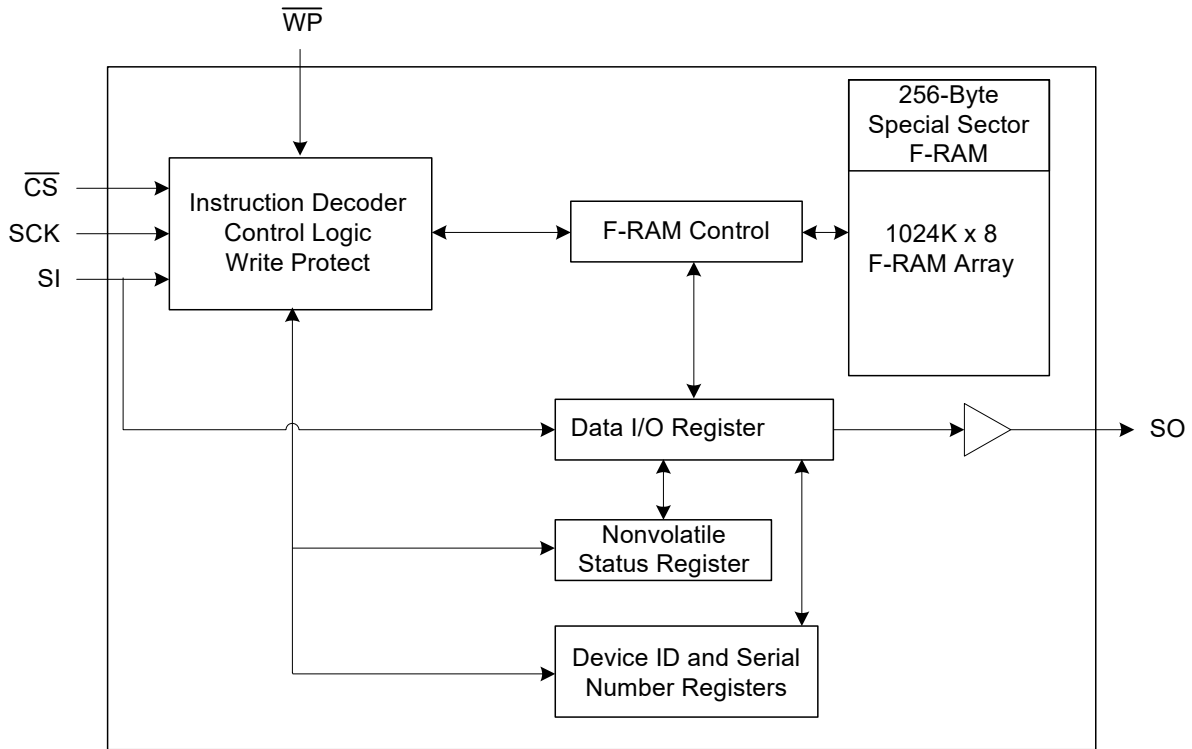 WP
256-Byte
Special Sector
F-RAM
CS
SCK
SI
Instruction Decoder
Control Logic
Write Protect
F-RAM Control
1024K x 8
F-RAM Array
Data I/O Register
SO
Nonvolatile
Status Register
Device ID and Serial
Number Registers